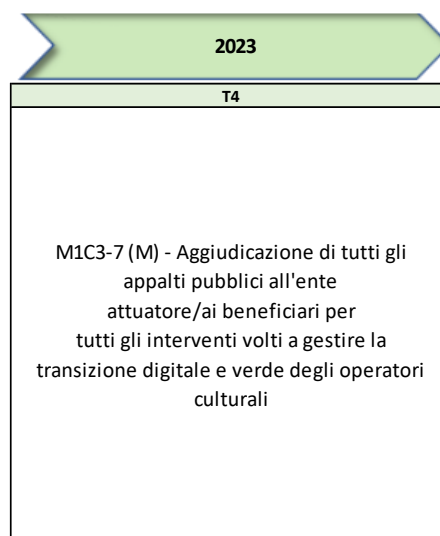 2023
T4
M1C3-7 (M) - Aggiudicazione di tutti gli
appalti pubblici all'ente
attuatore/ai beneficiari per
tutti gli interventi volti a gestire la
transizione digitale e verde degli operatori
culturali